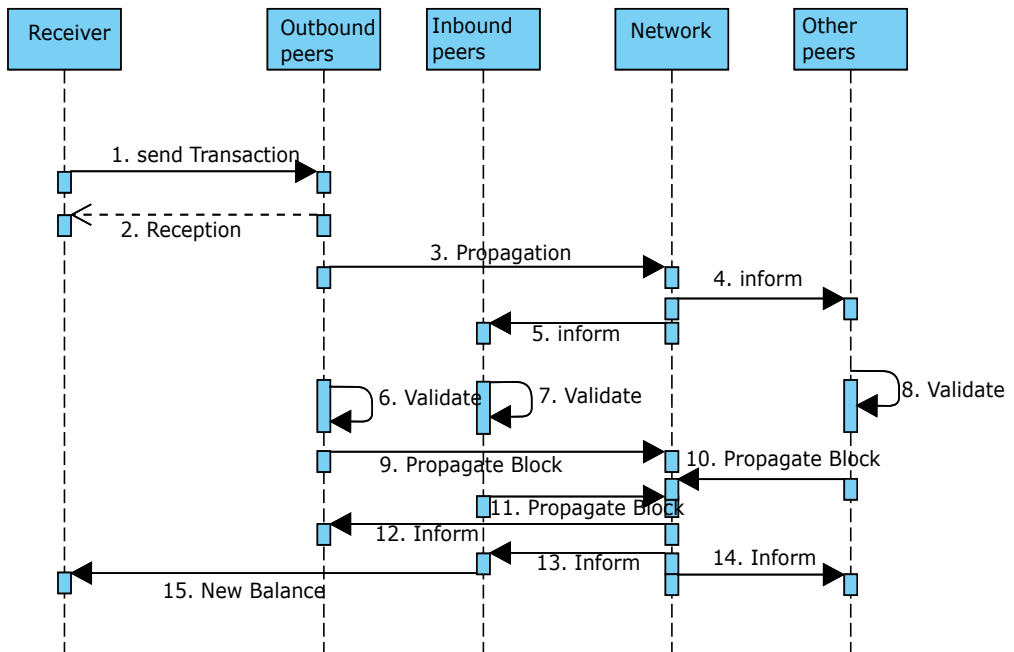 Receiver
Outbound
peers
Inbound
peers
Network
Other
peers
1. send Transaction
2. Reception
3. Propagation
4. inform
5. inform
6. Validate
7. Validate
8. Validate
9. Propagate Block
10. Propagate Block
11. Propagate Block
12. Inform
13. Inform
14. Inform
15. New Balance